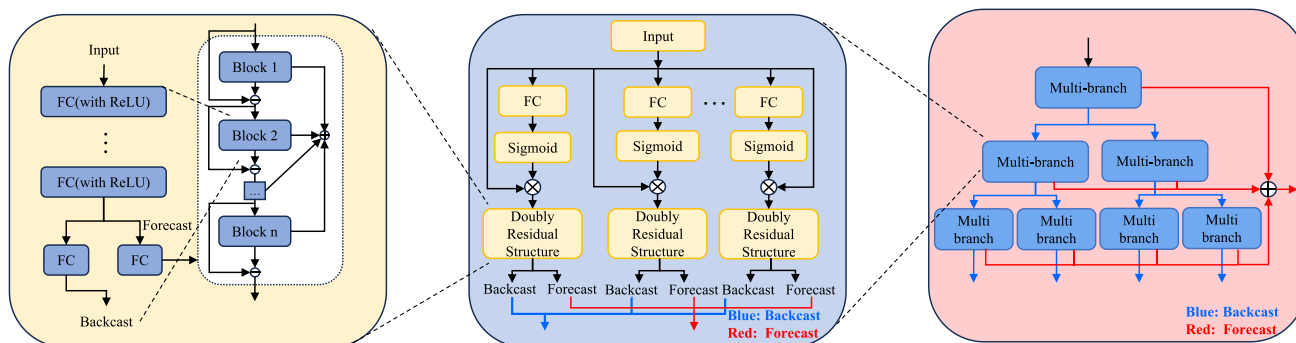 Input
FC(with ReLU)
FC(with ReLU)
FC
FC
Forecast
Backcast
Block 1
Block 2
...
Block n
Input
FC
FC
...
FC
Sigmoid
Sigmoid
Sigmoid
Doubly
Residual
Structure
Doubly
Residual
Structure
Doubly
Residual
Structure
Backcast
Forecast
Backcast
Forecast
Backcast
Forecast
Blue: Backcast
Red: Forecast
Multi-branch
Multi-branch
Multi-branch
Multi
branch
Multi
branch
Multi
branch
Multi
branch
Blue: Backcast
Red: Forecast